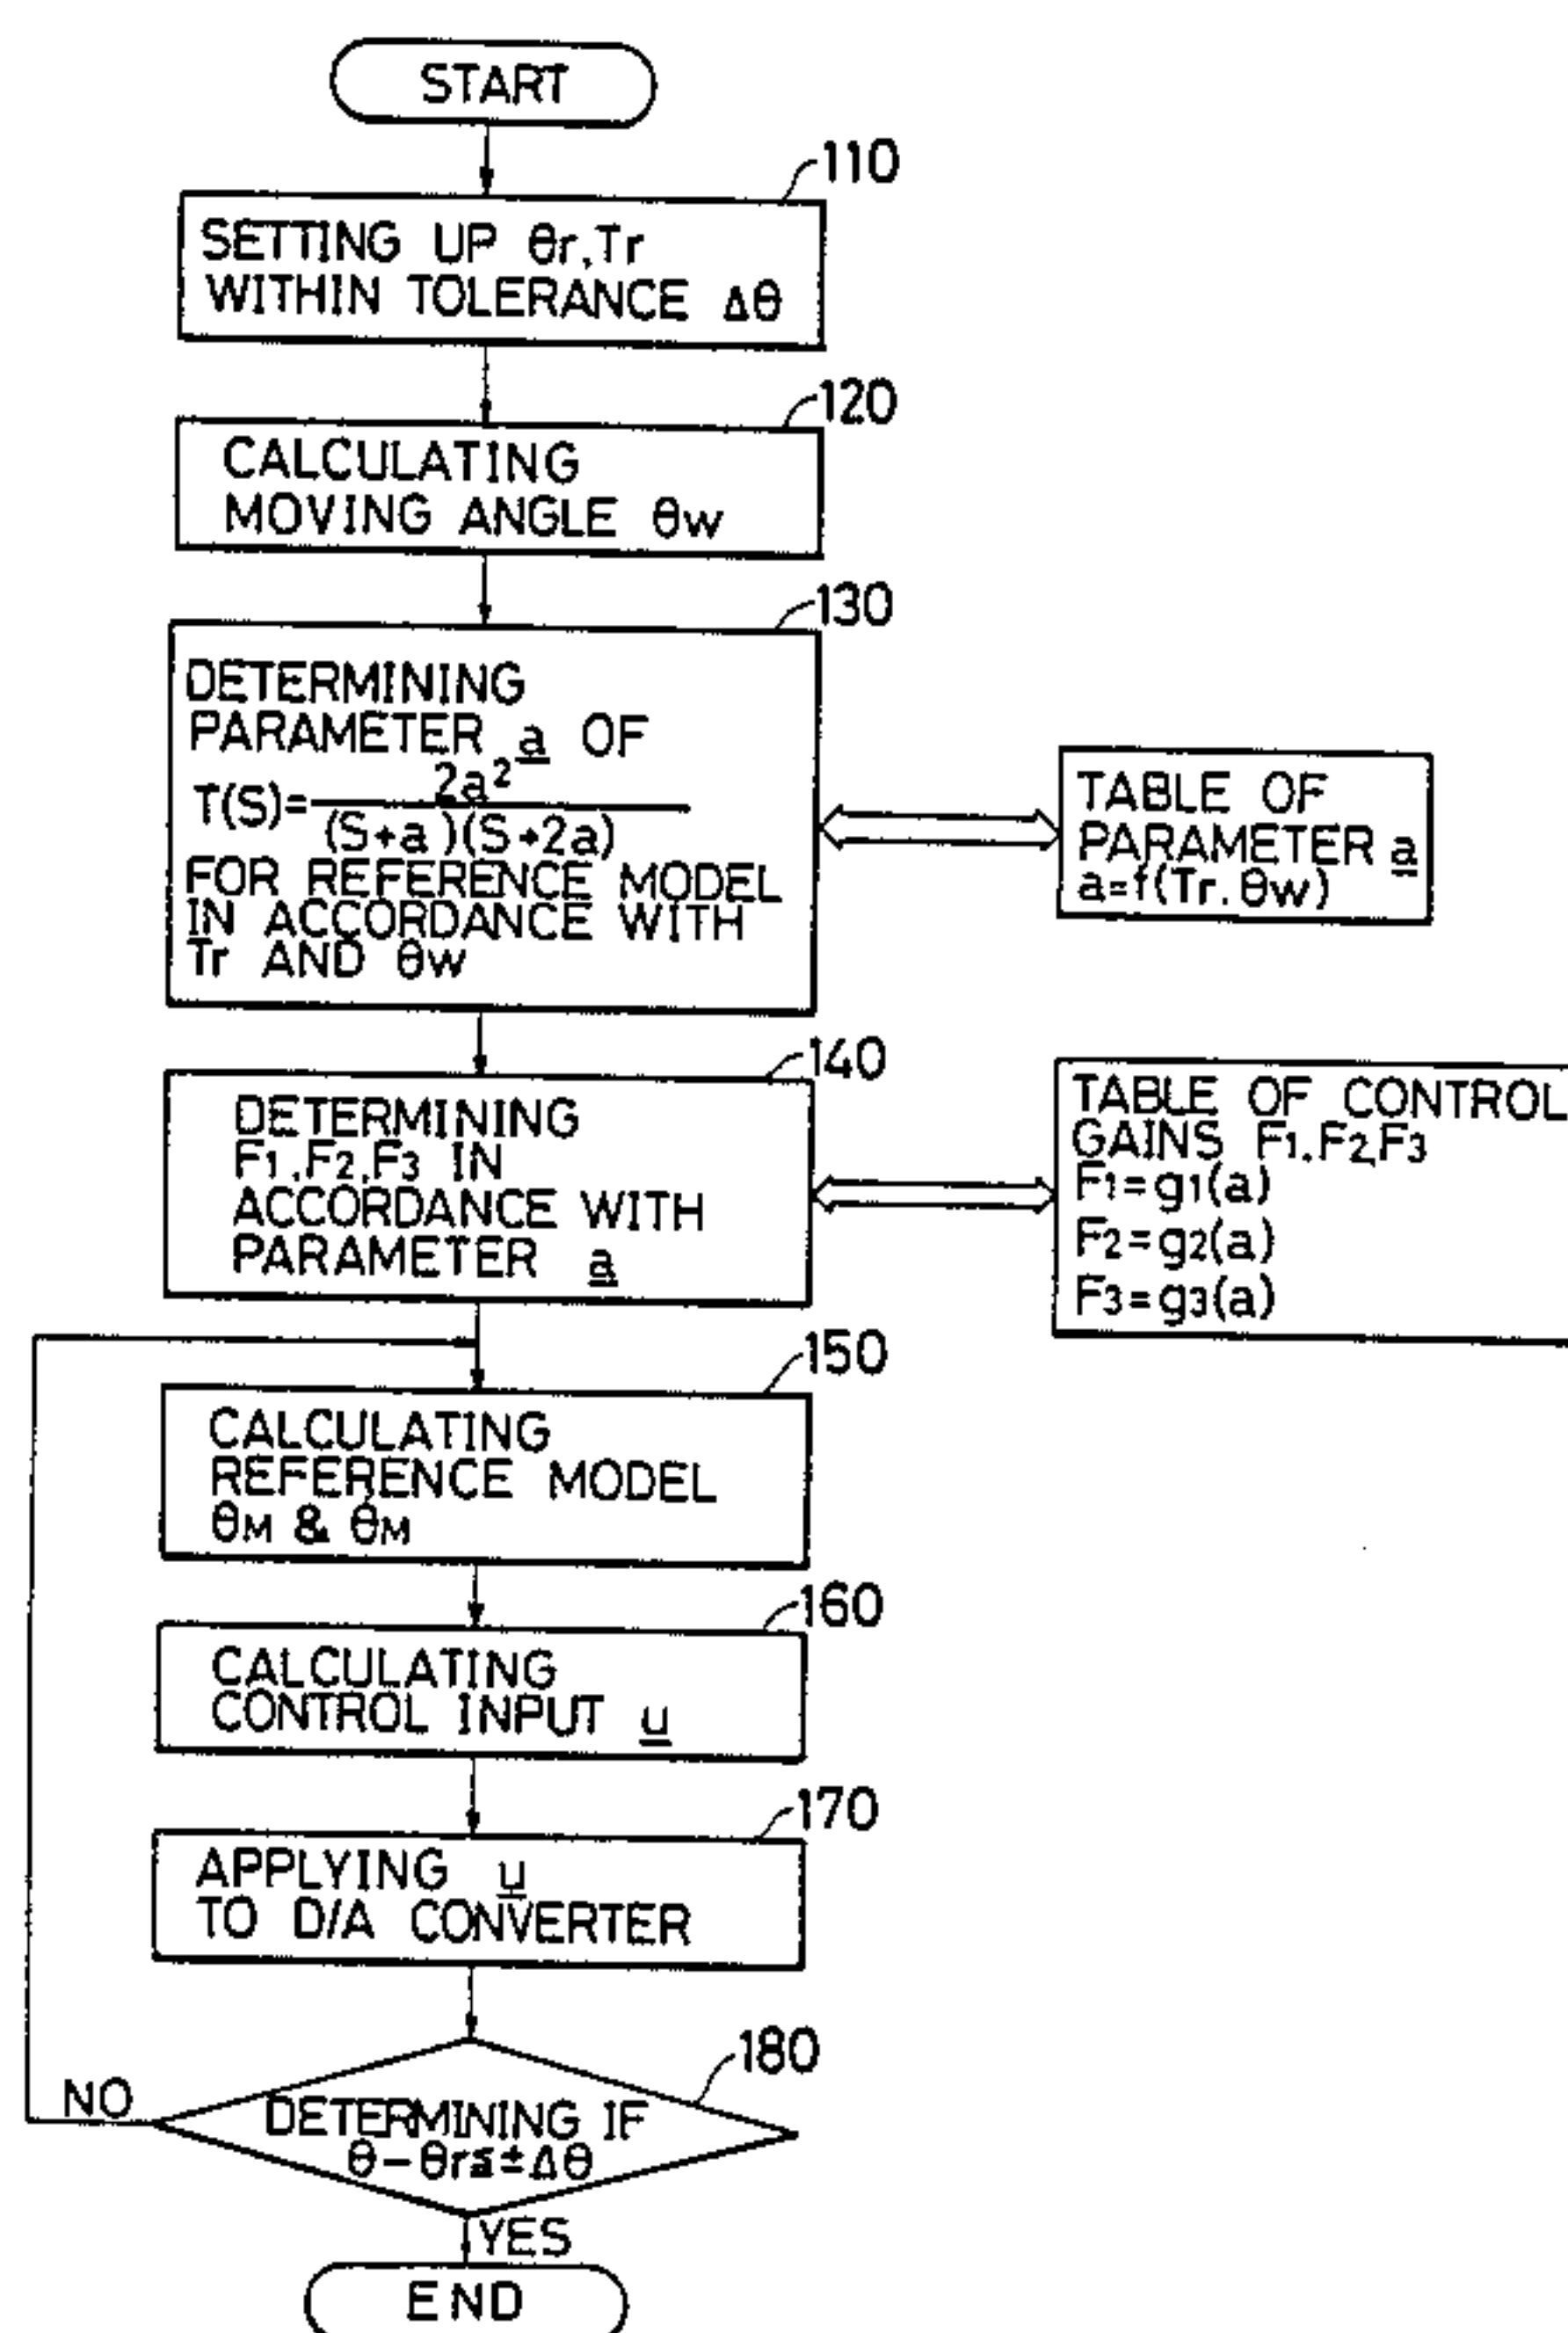 START
110
SETTING UP θr, Tr
WITHIN TOLERANCE Δθ
120
CALCULATING
MOVING ANGLE θw
130
DETERMINING
PARAMETER a OF
T(S)=2a²/(S+a)(S+2a)
FOR REFERENCE MODEL
IN ACCORDANCE WITH
Tr AND θw
TABLE OF
PARAMETER a
a=f(Tr, θw)
140
DETERMINING
F1, F2, F3 IN
ACCORDANCE WITH
PARAMETER a
TABLE OF CONTROL
GAINS F1, F2, F3
F1=g1(a)
F2=g2(a)
F3=g3(a)
150
CALCULATING
REFERENCE MODEL
θM & θ̇M
160
CALCULATING
CONTROL INPUT u
170
APPLYING u
TO D/A CONVERTER
180
DETERMINING IF
θ-θr≤±Δθ
NO
YES
END